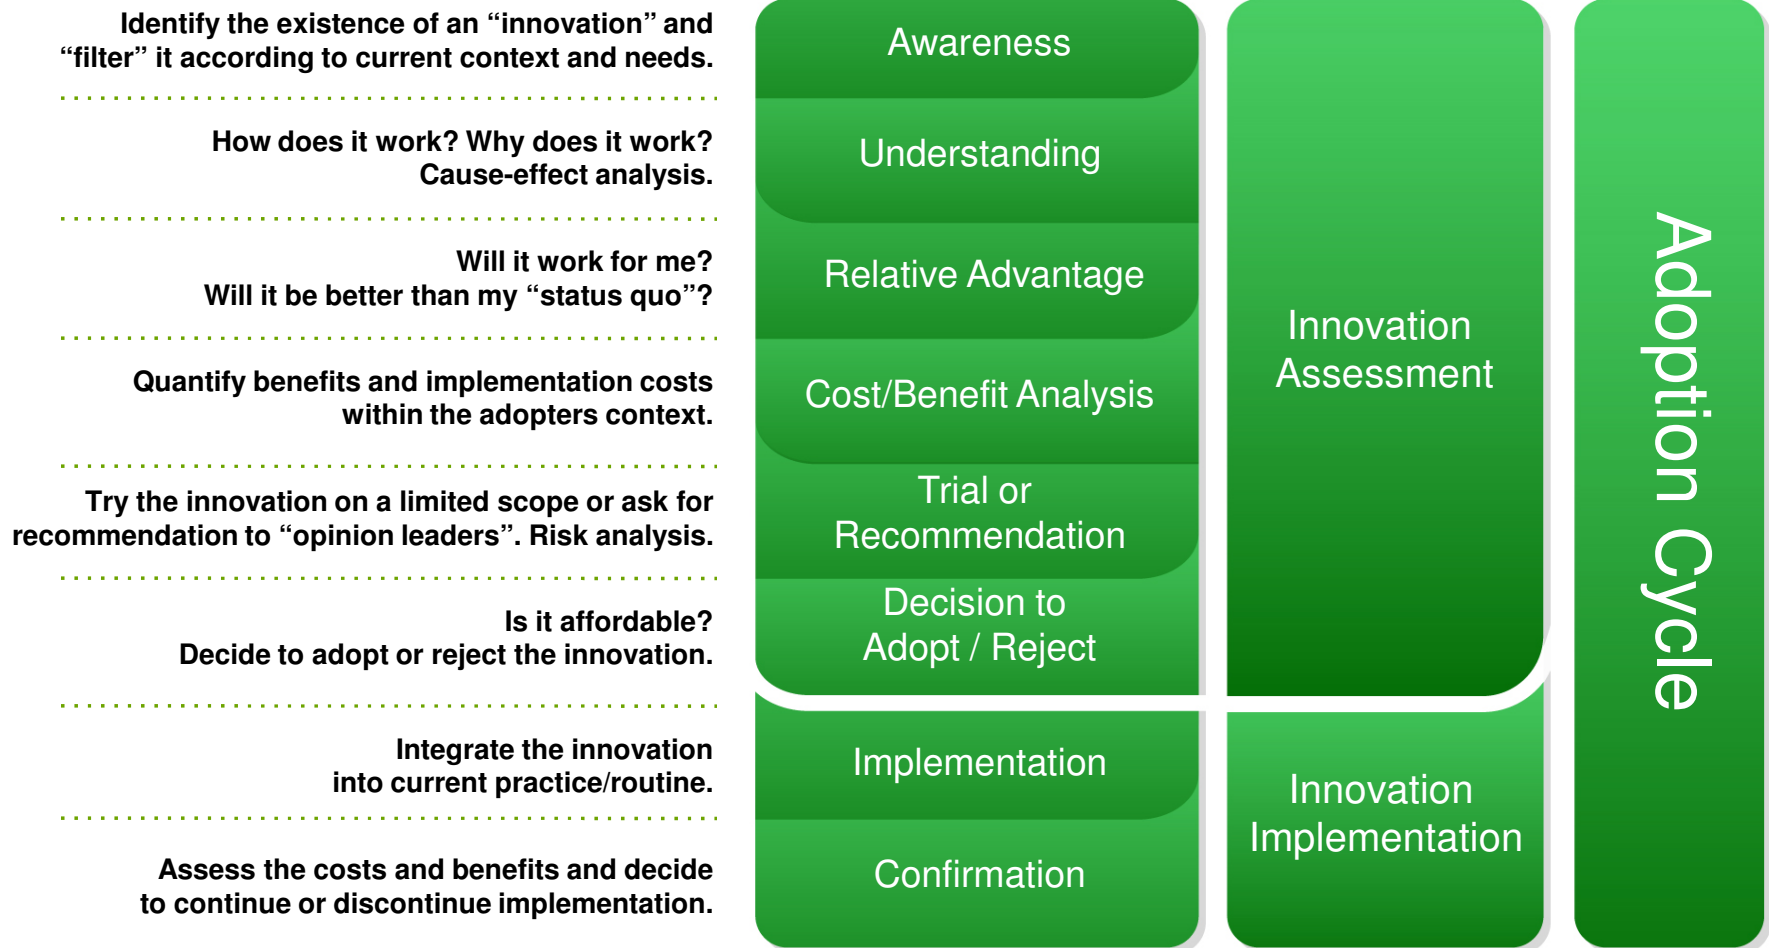 Identify the existence of an “innovation” and
“filter” it according to current context and needs.
Awareness
How does it work? Why does it work?
Cause-effect analysis.
Understanding
Will it work for me?
Will it be better than my “status quo”?
Relative Advantage
Quantify benefits and implementation costs
within the adopters context.
Cost/Benefit Analysis
Try the innovation on a limited scope or ask for
recommendation to “opinion leaders”. Risk analysis.
Trial or
Recommendation
Is it affordable?
Decide to adopt or reject the innovation.
Decision to
Adopt / Reject
Integrate the innovation
into current practice/routine.
Implementation
Assess the costs and benefits and decide
to continue or discontinue implementation.
Confirmation
Innovation
Assessment
Innovation
Implementation
Adoption Cycle